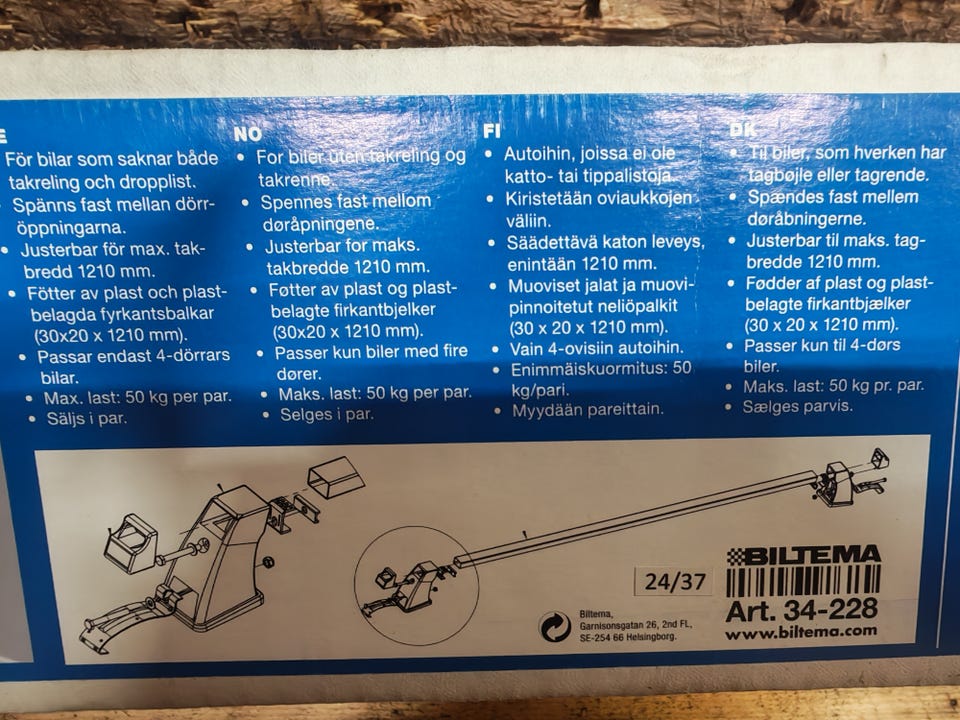 E
För bilar som saknar både
takreling och dropplist.
Spänns fast mellan dörr-
öppningarna.
• Justerbar för max. tak-
bredd 1210 mm.
• Fötter av plast och plast-
belagda fyrkantsbalkar
(30x20 x 1210 mm).
• Passar endast 4-dörrars
bilar.
• Max. last: 50 kg per par.
• Säljs i par.
NO
• For biler uten takreling og
takrenne.
• Spennes fast mellom
døråpningene.
• Justerbar for maks.
takbredde 1210 mm.
• Føtter av plast og plast-
belagte firkantbjelker
(30x20 x 1210 mm).
• Passer kun biler med fire
dører.
• Maks. last: 50 kg per par.
• Selges i par.
FI
• Autoihin, joissa ei ole
katto- tai tippalistoja.
• Kiristetään oviaukkojen
väliin.
• Säädettävä katon leveys,
enintään 1210 mm.
• Muoviset jalat ja muovi-
pinnoitetut neliöpalkit
(30 x 20 x 1210 mm).
• Vain 4-ovisiin autoihin.
• Enimmäiskuormitus: 50
kg/pari.
• Myydään pareittain.
DK
• Til biler, som hverken har
tagbøjle eller tagrende.
• Spændes fast mellem
døråbningerne.
• Justerbar til maks. tag-
bredde 1210 mm.
• Fødder af plast og plast-
belagte firkantbjælker
(30 x 20 x 1210 mm).
• Passer kun til 4-dørs
biler.
• Maks. last: 50 kg pr. par.
• Sælges parvis.
24/37
Biltema,
Garnisonsgatan 26, 2nd FL,
SE-254 66 Helsingborg.
BILTEMA
Art. 34-228
www.biltema.com